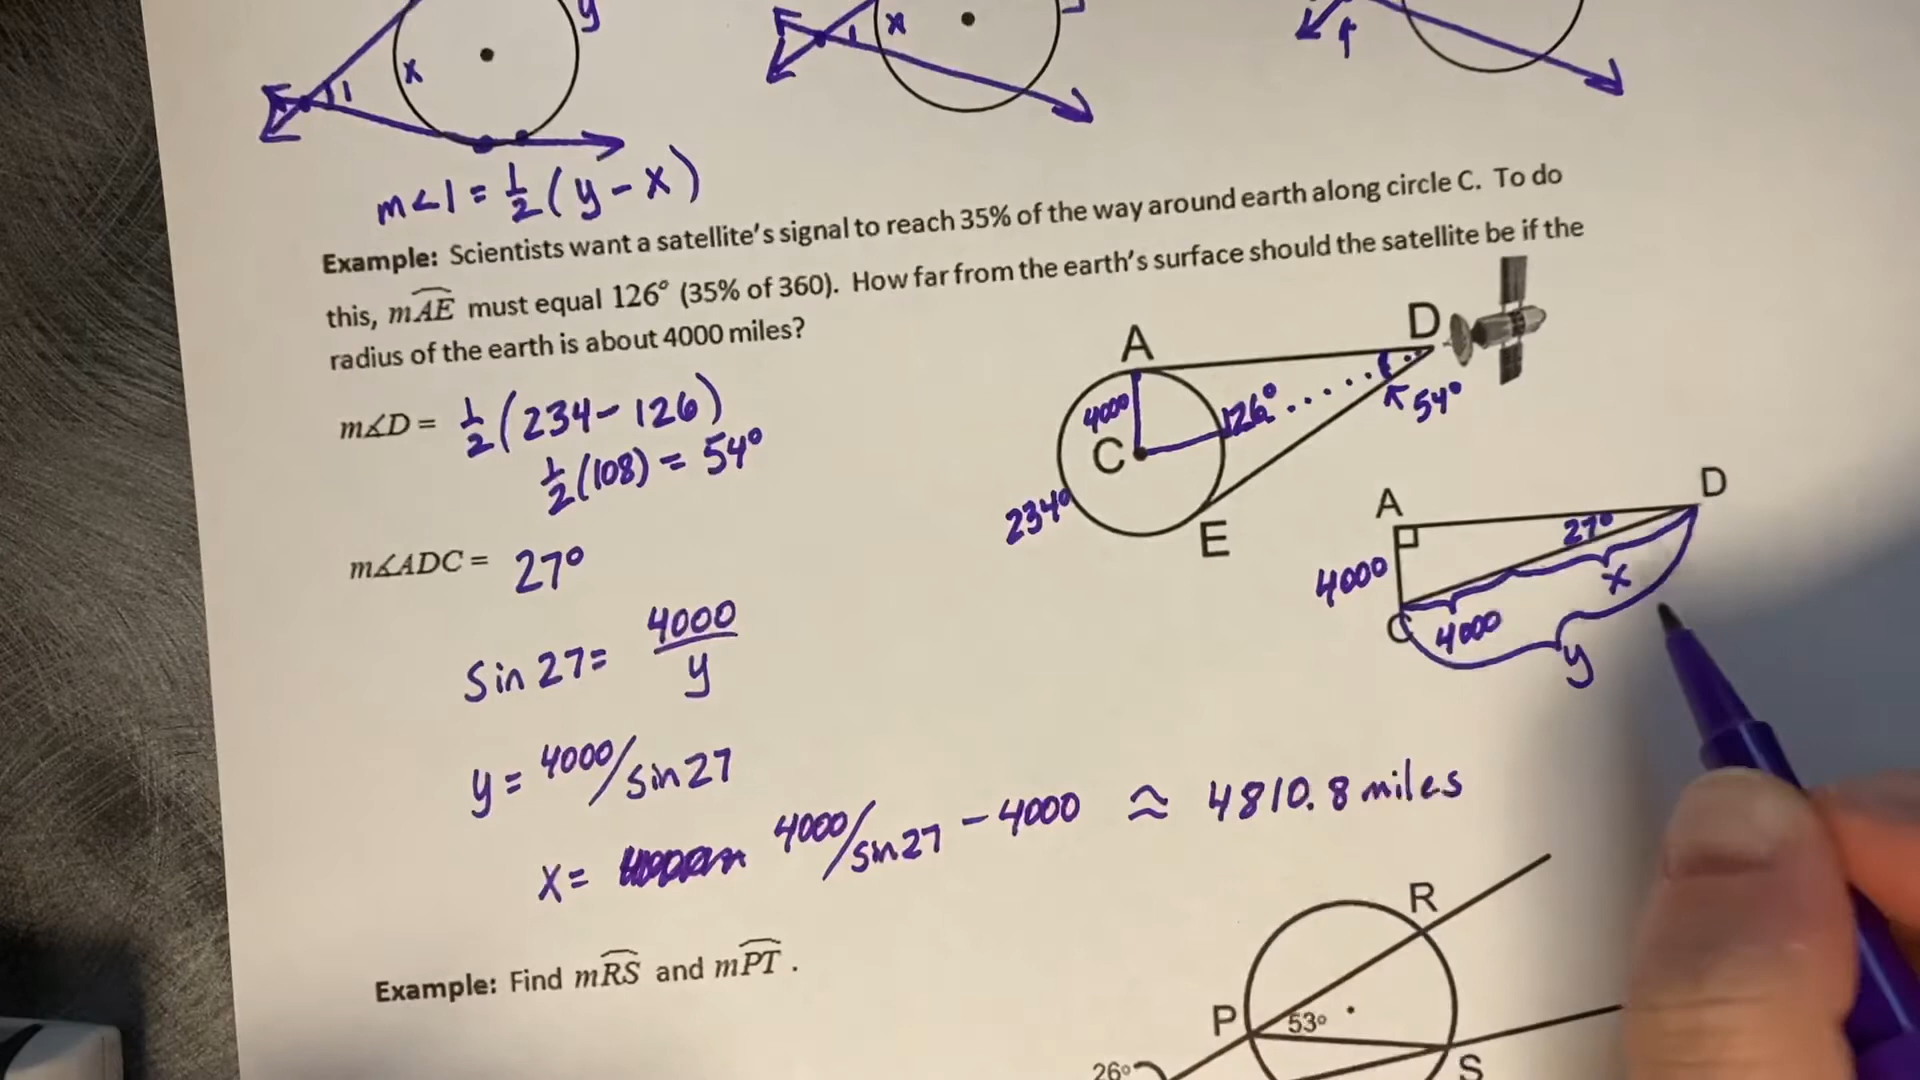 y
x
1
x
1
m<1 = 1/2 (y - x)
Example: Scientists want a satellite's signal to reach 35% of the way around earth along circle C. To do
this, mAE must equal 126° (35% of 360). How far from the earth's surface should the satellite be if the
radius of the earth is about 4000 miles?
A
D
4000
126°
54°
C
234°
E
m∡D = 1/2 (234 - 126)
1/2 (108) = 54°
A
D
27°
4000
x
C
4000
y
m∡ADC = 27°
Sin 27 = 4000/y
y = 4000/sin27
x = 4000/sin27 - 4000 ≈ 4810.8 miles
Example: Find mRS and mPT.
R
P
53°
S
26°